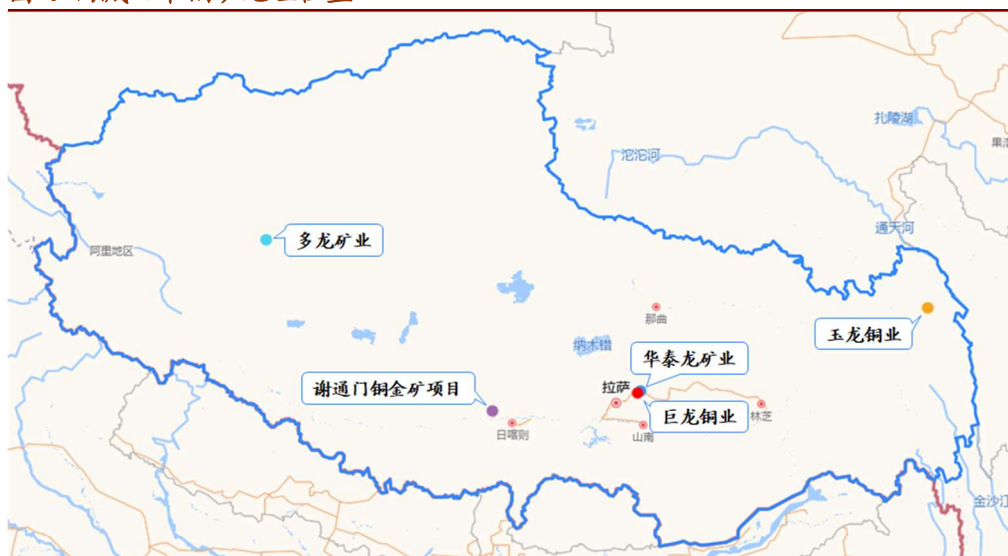 扎陵湖
沱沱河
通天河
多龙矿业
阿里地区
那曲
玉龙铜业
纳木错
华泰龙矿业
谢通门铜金矿项目
拉萨
巨龙铜业
林芝
日喀则
山南
金沙江